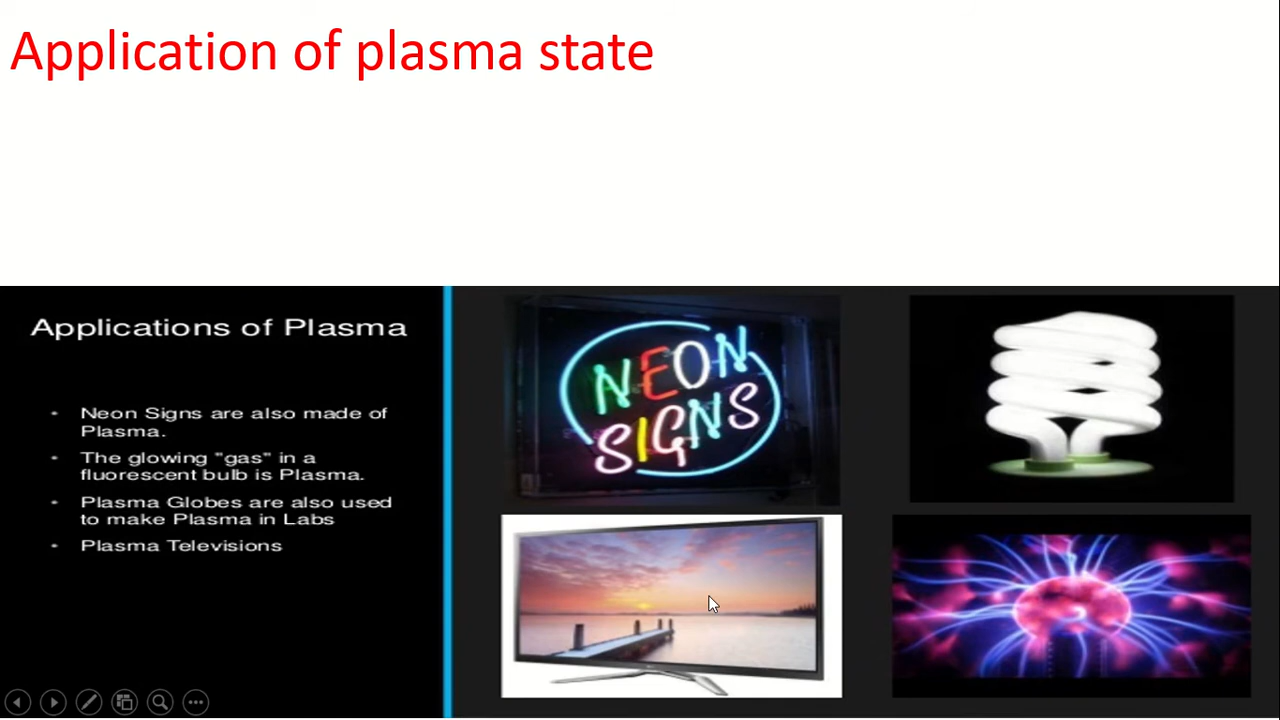 Application of plasma state
Applications of Plasma
• Neon Signs are also made of
Plasma.
• The glowing "gas" in a
fluorescent bulb is Plasma.
• Plasma Globes are also used
to make Plasma in Labs
• Plasma Televisions
NEON
SIGNS